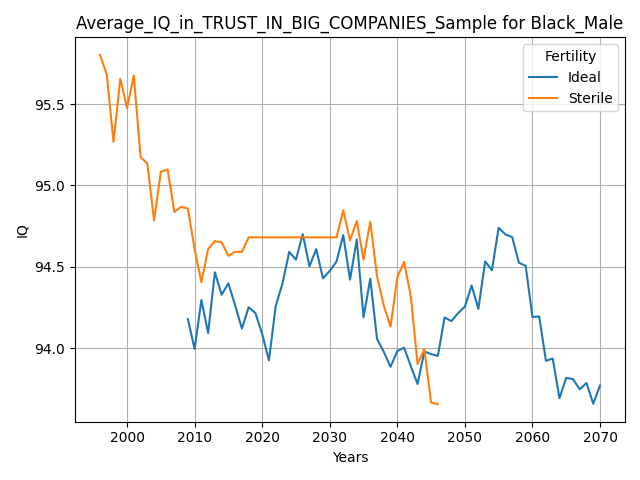 Average_IQ_in_TRUST_IN_BIG_COMPANIES_Sample for Black_Male
Fertility
Ideal
Sterile
95.5
95.0
94.5
94.0
IQ
2000 2010 2020 2030 2040 2050 2060 2070
Years